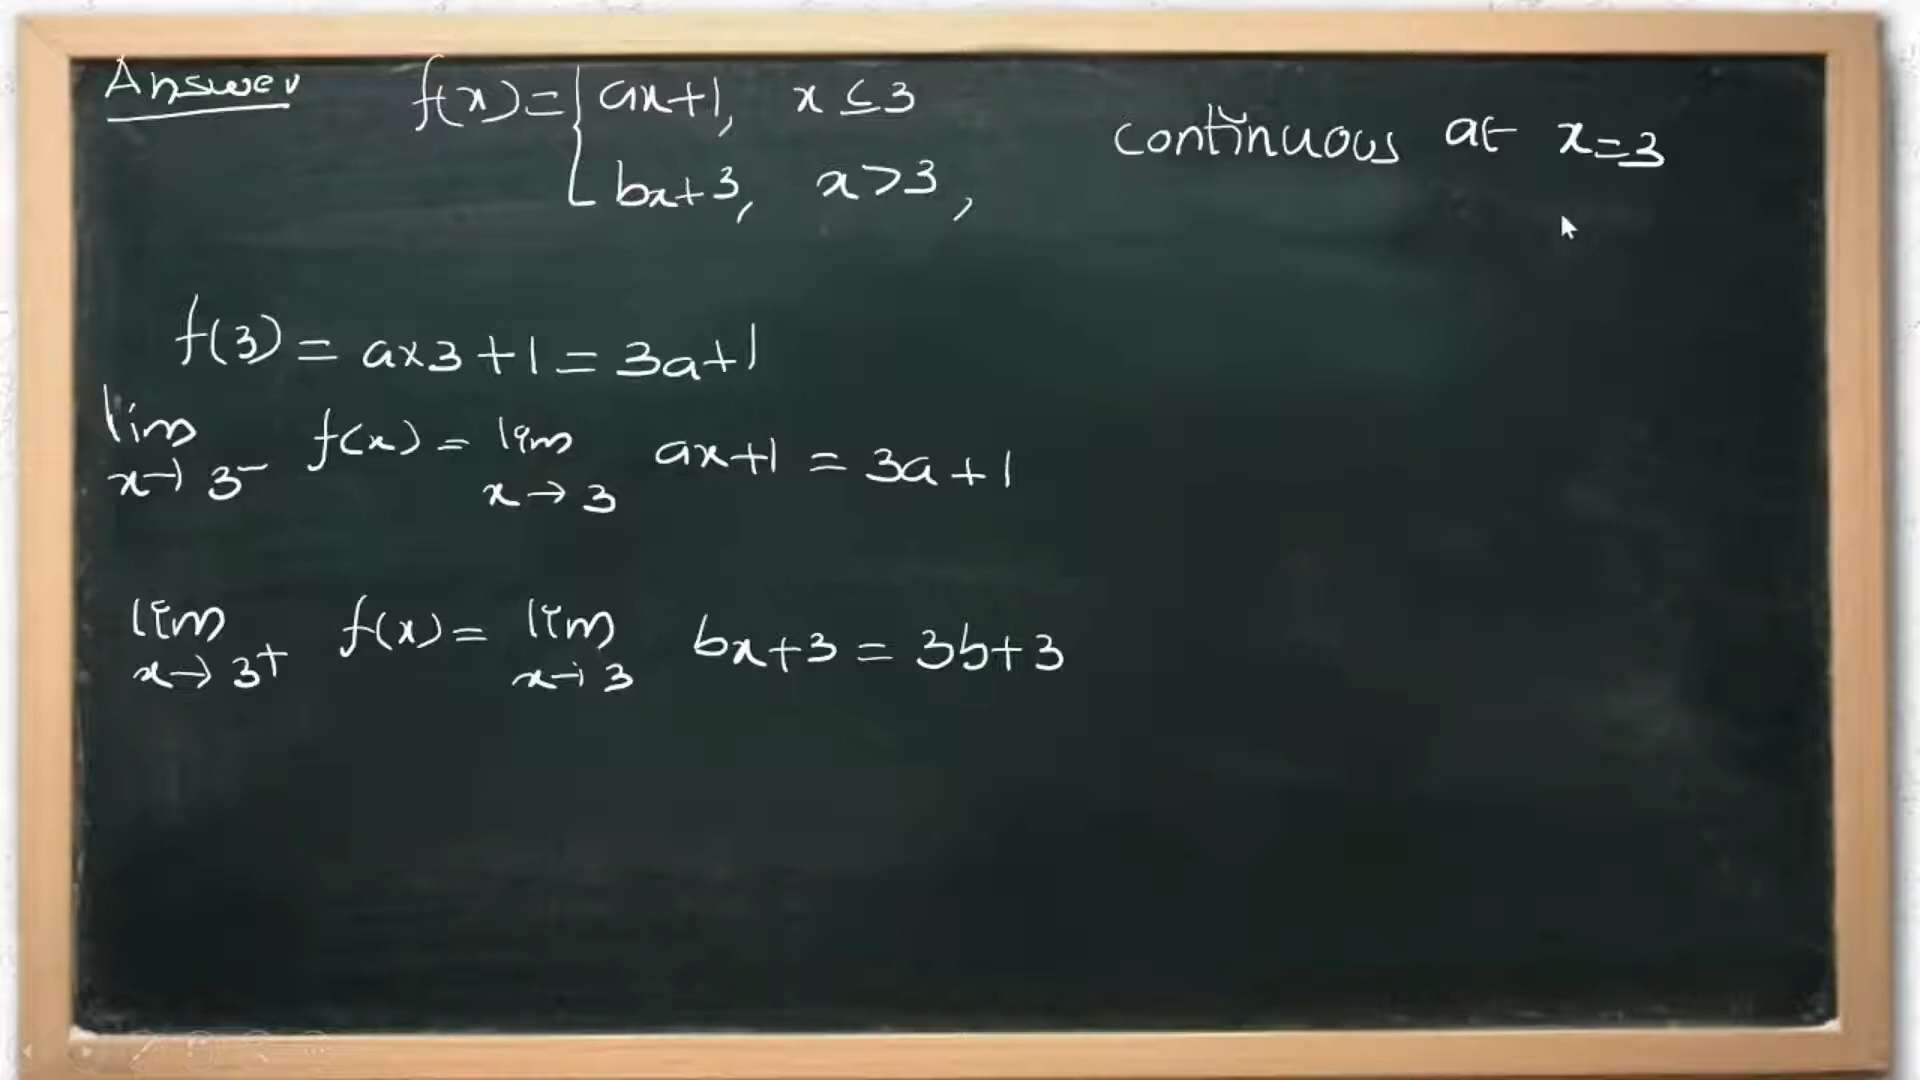 Answer f(x) = { ax+1, x ≤ 3
bx+3, x > 3, continuous at x=3
f(3) = ax3+1 = 3a+1
lim x→3⁻ f(x) = lim x→3 ax+1 = 3a+1
lim x→3+ f(x) = lim x→3 bx+3 = 3b+3